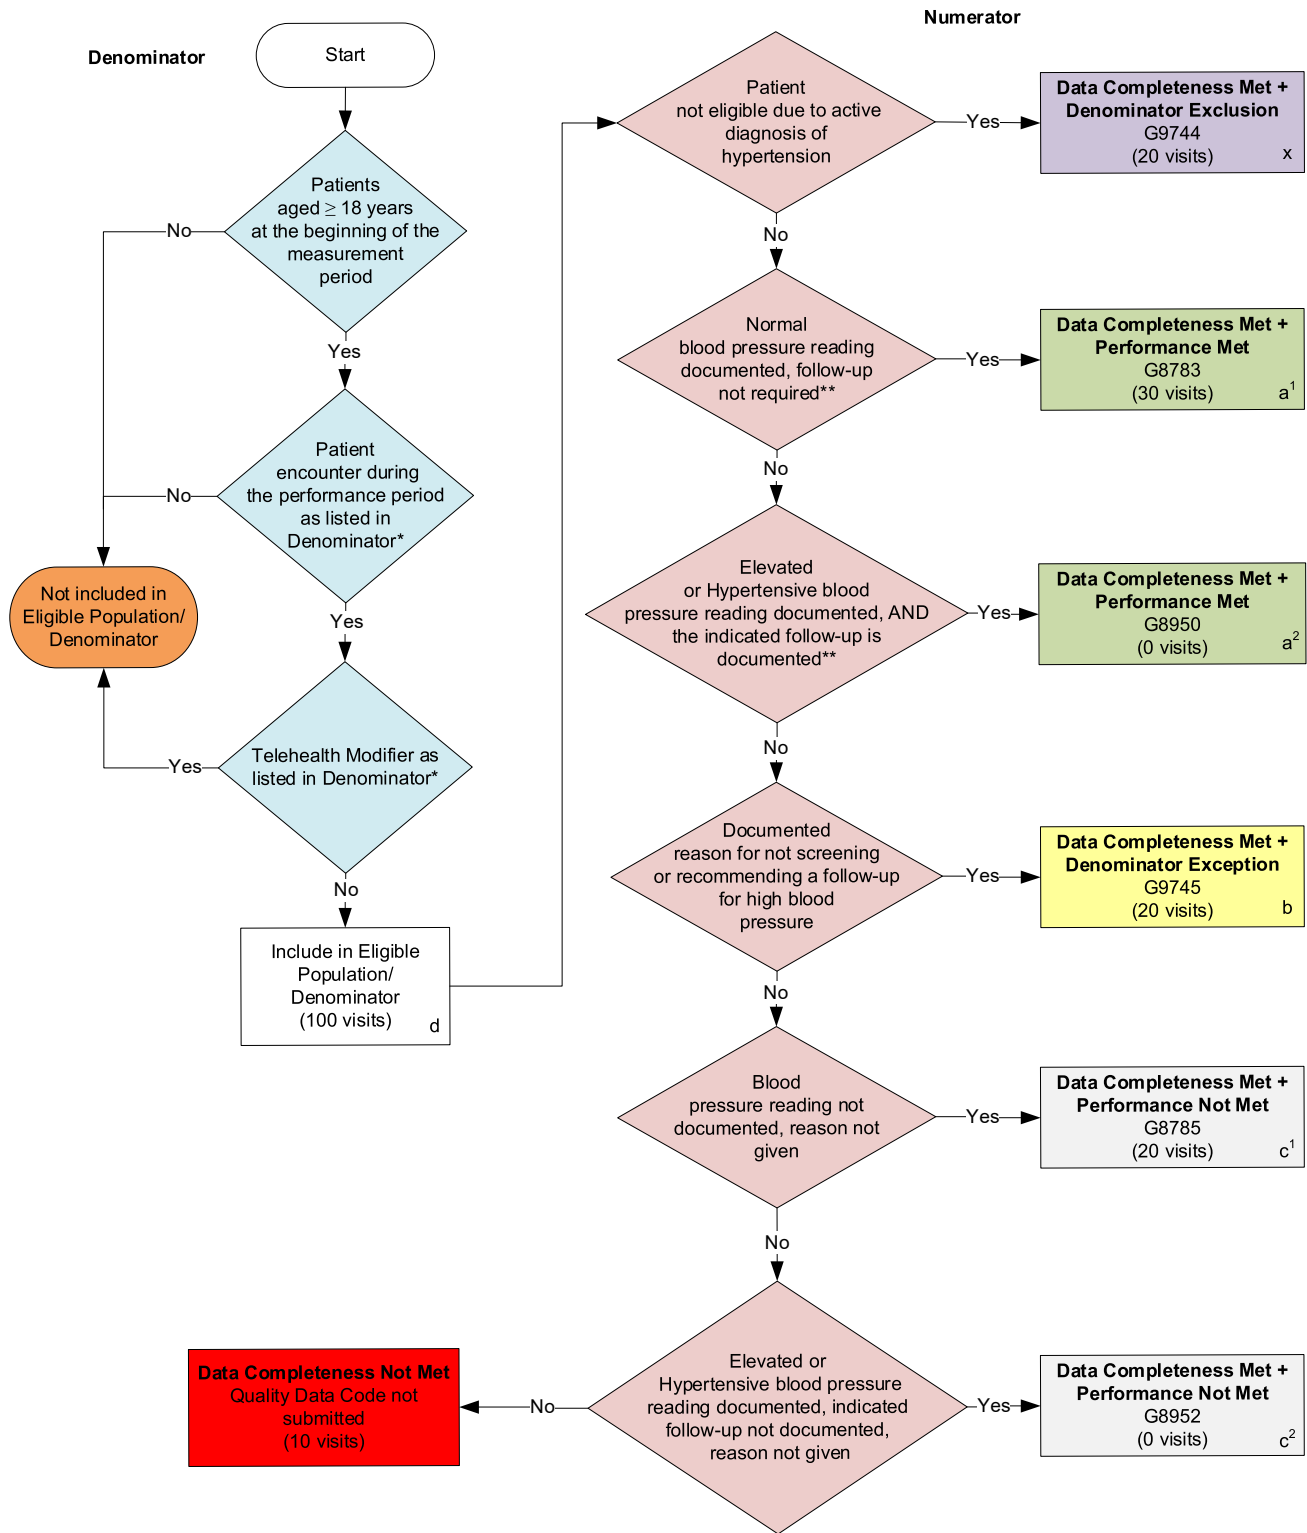 Denominator
Start
Patients
aged ≥ 18 years
at the beginning of the
measurement
period
No
Yes
Patient
encounter during
the performance period
as listed in
Denominator*
No
Yes
Not included in
Eligible Population/
Denominator
Telehealth Modifier as
listed in Denominator*
Yes
No
Include in Eligible
Population/
Denominator
(100 visits)
d
Numerator
Patient
not eligible due to active
diagnosis of
hypertension
Yes
Data Completeness Met +
Denominator Exclusion
G9744
(20 visits)
x
No
Normal
blood pressure reading
documented, follow-up
not required**
Yes
Data Completeness Met +
Performance Met
G8783
(30 visits)
a¹
No
Elevated
or Hypertensive blood
pressure reading documented, AND
the indicated follow-up is
documented**
Yes
Data Completeness Met +
Performance Met
G8950
(0 visits)
a²
No
Documented
reason for not screening
or recommending a follow-up
for high blood
pressure
Yes
Data Completeness Met +
Denominator Exception
G9745
(20 visits)
b
No
Blood
pressure reading not
documented, reason not
given
Yes
Data Completeness Met +
Performance Not Met
G8785
(20 visits)
c¹
No
Elevated or
Hypertensive blood pressure
reading documented, indicated
follow-up not documented,
reason not given
Yes
Data Completeness Met +
Performance Not Met
G8952
(0 visits)
c²
No
Data Completeness Not Met
Quality Data Code not
submitted
(10 visits)